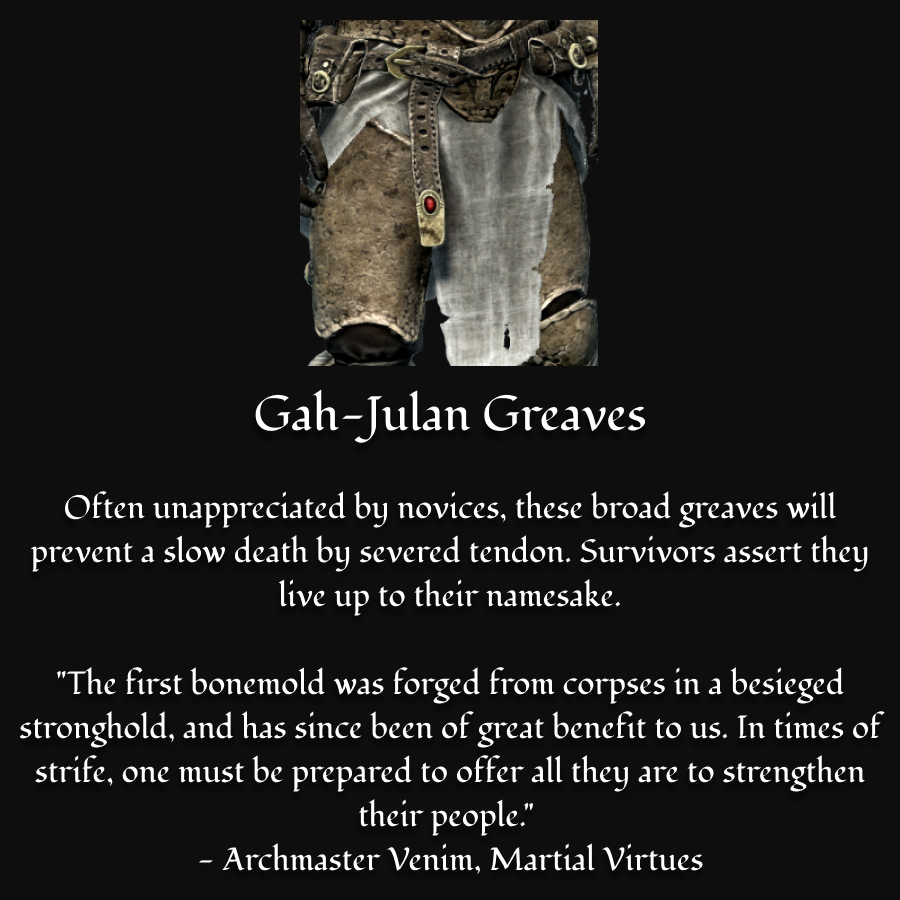 Gah-Julan Greaves
Often unappreciated by novices, these broad greaves will
prevent a slow death by severed tendon. Survivors assert they
live up to their namesake.
"The first bonemold was forged from corpses in a besieged
stronghold, and has since been of great benefit to us. In times of
strife, one must be prepared to offer all they are to strengthen
their people."
- Archmaster Venim, Martial Virtues